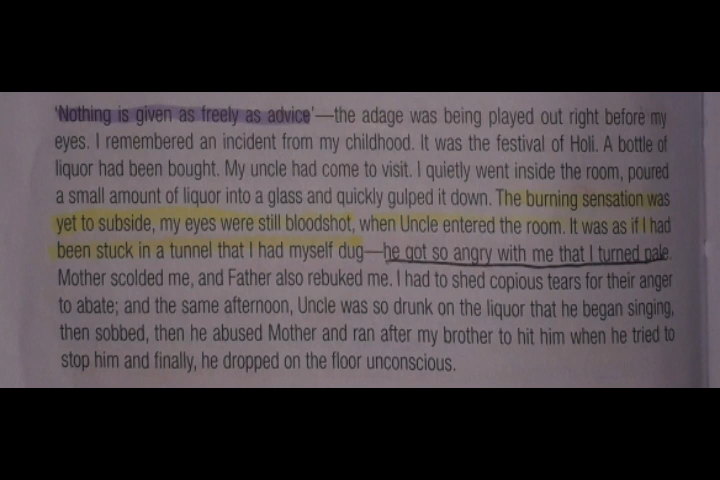 'Nothing is given as freely as advice'—the adage was being played out right before my
eyes. I remembered an incident from my childhood. It was the festival of Holi. A bottle of
liquor had been bought. My uncle had come to visit. I quietly went inside the room, poured
a small amount of liquor into a glass and quickly gulped it down. The burning sensation was
yet to subside, my eyes were still bloodshot, when Uncle entered the room. It was as if I had
been stuck in a tunnel that I had myself dug—he got so angry with me that I turned pale.
Mother scolded me, and Father also rebuked me. I had to shed copious tears for their anger
to abate; and the same afternoon, Uncle was so drunk on the liquor that he began singing,
then sobbed, then he abused Mother and ran after my brother to hit him when he tried to
stop him and finally, he dropped on the floor unconscious.